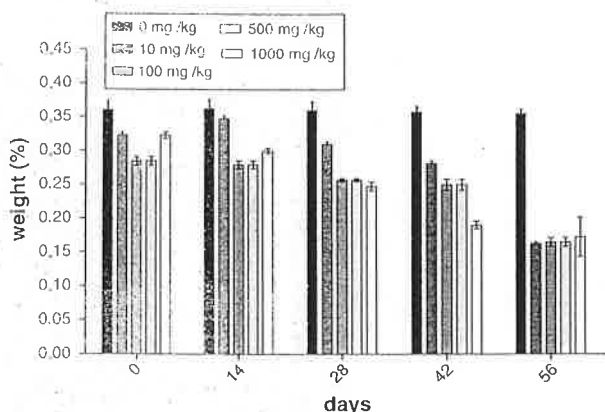 0 mg /kg 500 mg /kg
10 mg /kg 1000 mg /kg
100 mg /kg
0,45
0,40
0,35
0,30
0,25
0,20
0,15
0,10
0,05
0.00
weight (%)
0 14 28 42 56
days